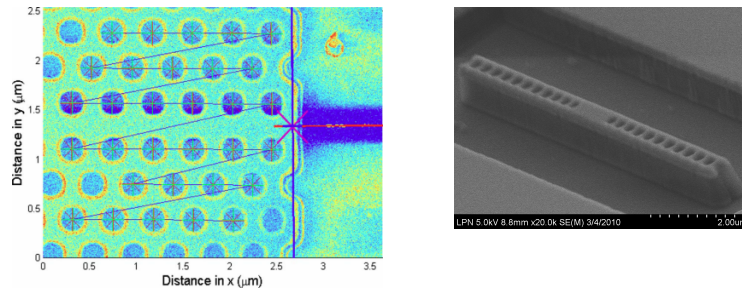 2.5
2
1.5
1
0.5
0
Distance in y (μm)
0 0.5 1 1.5 2 2.5 3 3.5
Distance in x (μm)
LPN 5.0kV 8.8mm x20.0k SE(M) 3/4/2010 2.00um